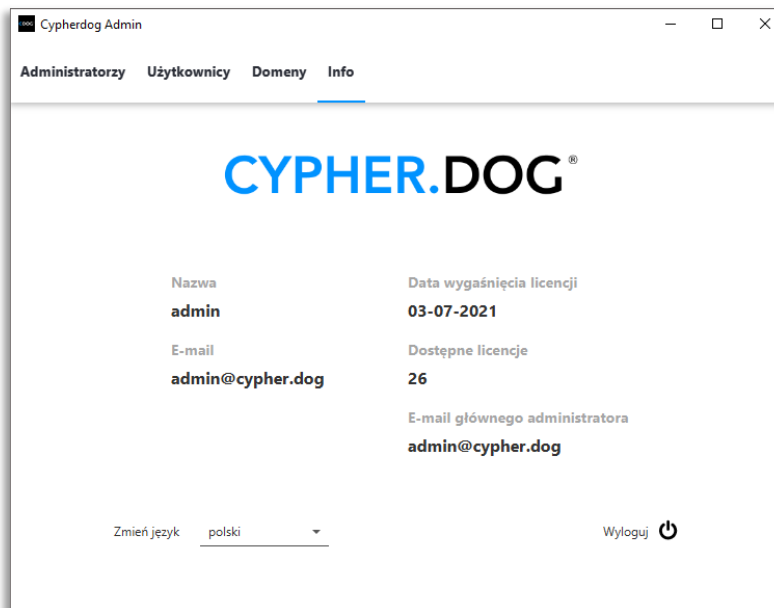 Cypherdog Admin
Administratorzy Użytkownicy Domeny Info
CYPHER.DOG®
Nazwa
admin
E-mail
admin@cypher.dog
Data wygaśnięcia licencji
03-07-2021
Dostępne licencje
26
E-mail głównego administratora
admin@cypher.dog
Zmień język polski
Wyloguj